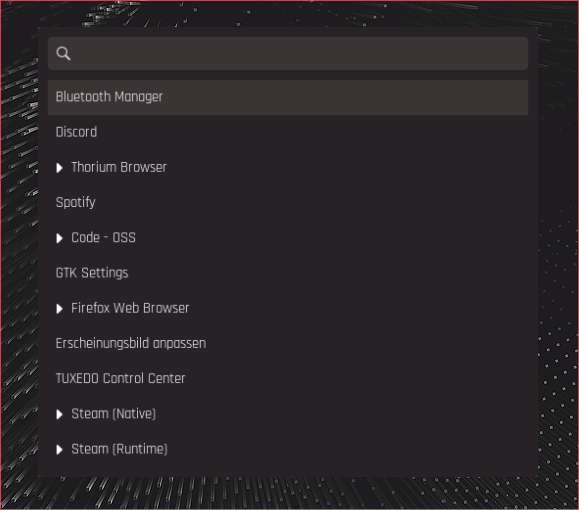 Bluetooth Manager
Discord
Thorium Browser
Spotify
Code - OSS
GTK Settings
Firefox Web Browser
Erscheinungsbild anpassen
TUXEDO Control Center
Steam (Native)
Steam (Runtime)